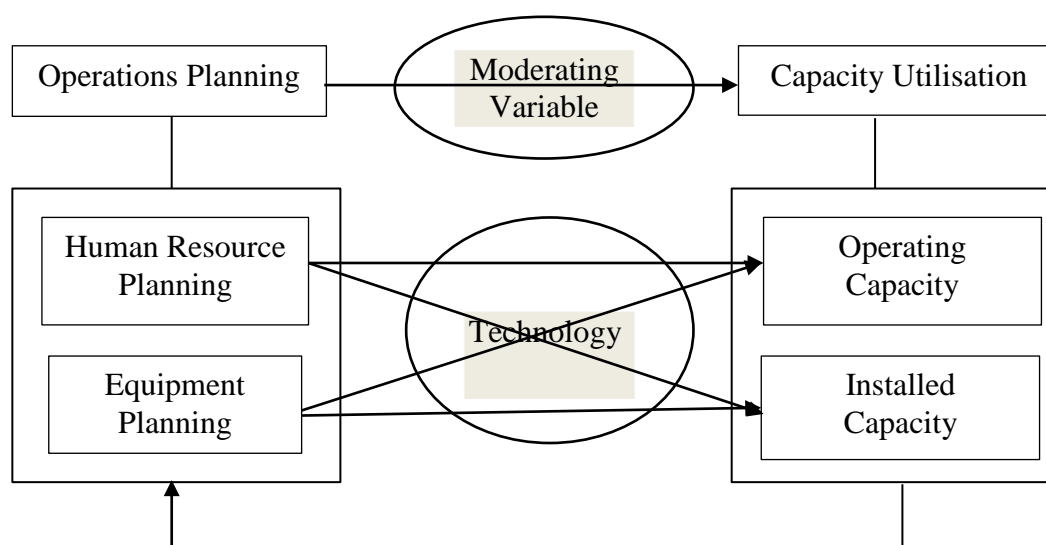 Operations Planning
Moderating
Variable
Capacity Utilisation
Human Resource
Planning
Operating
Capacity
Technology
Equipment
Planning
Installed
Capacity